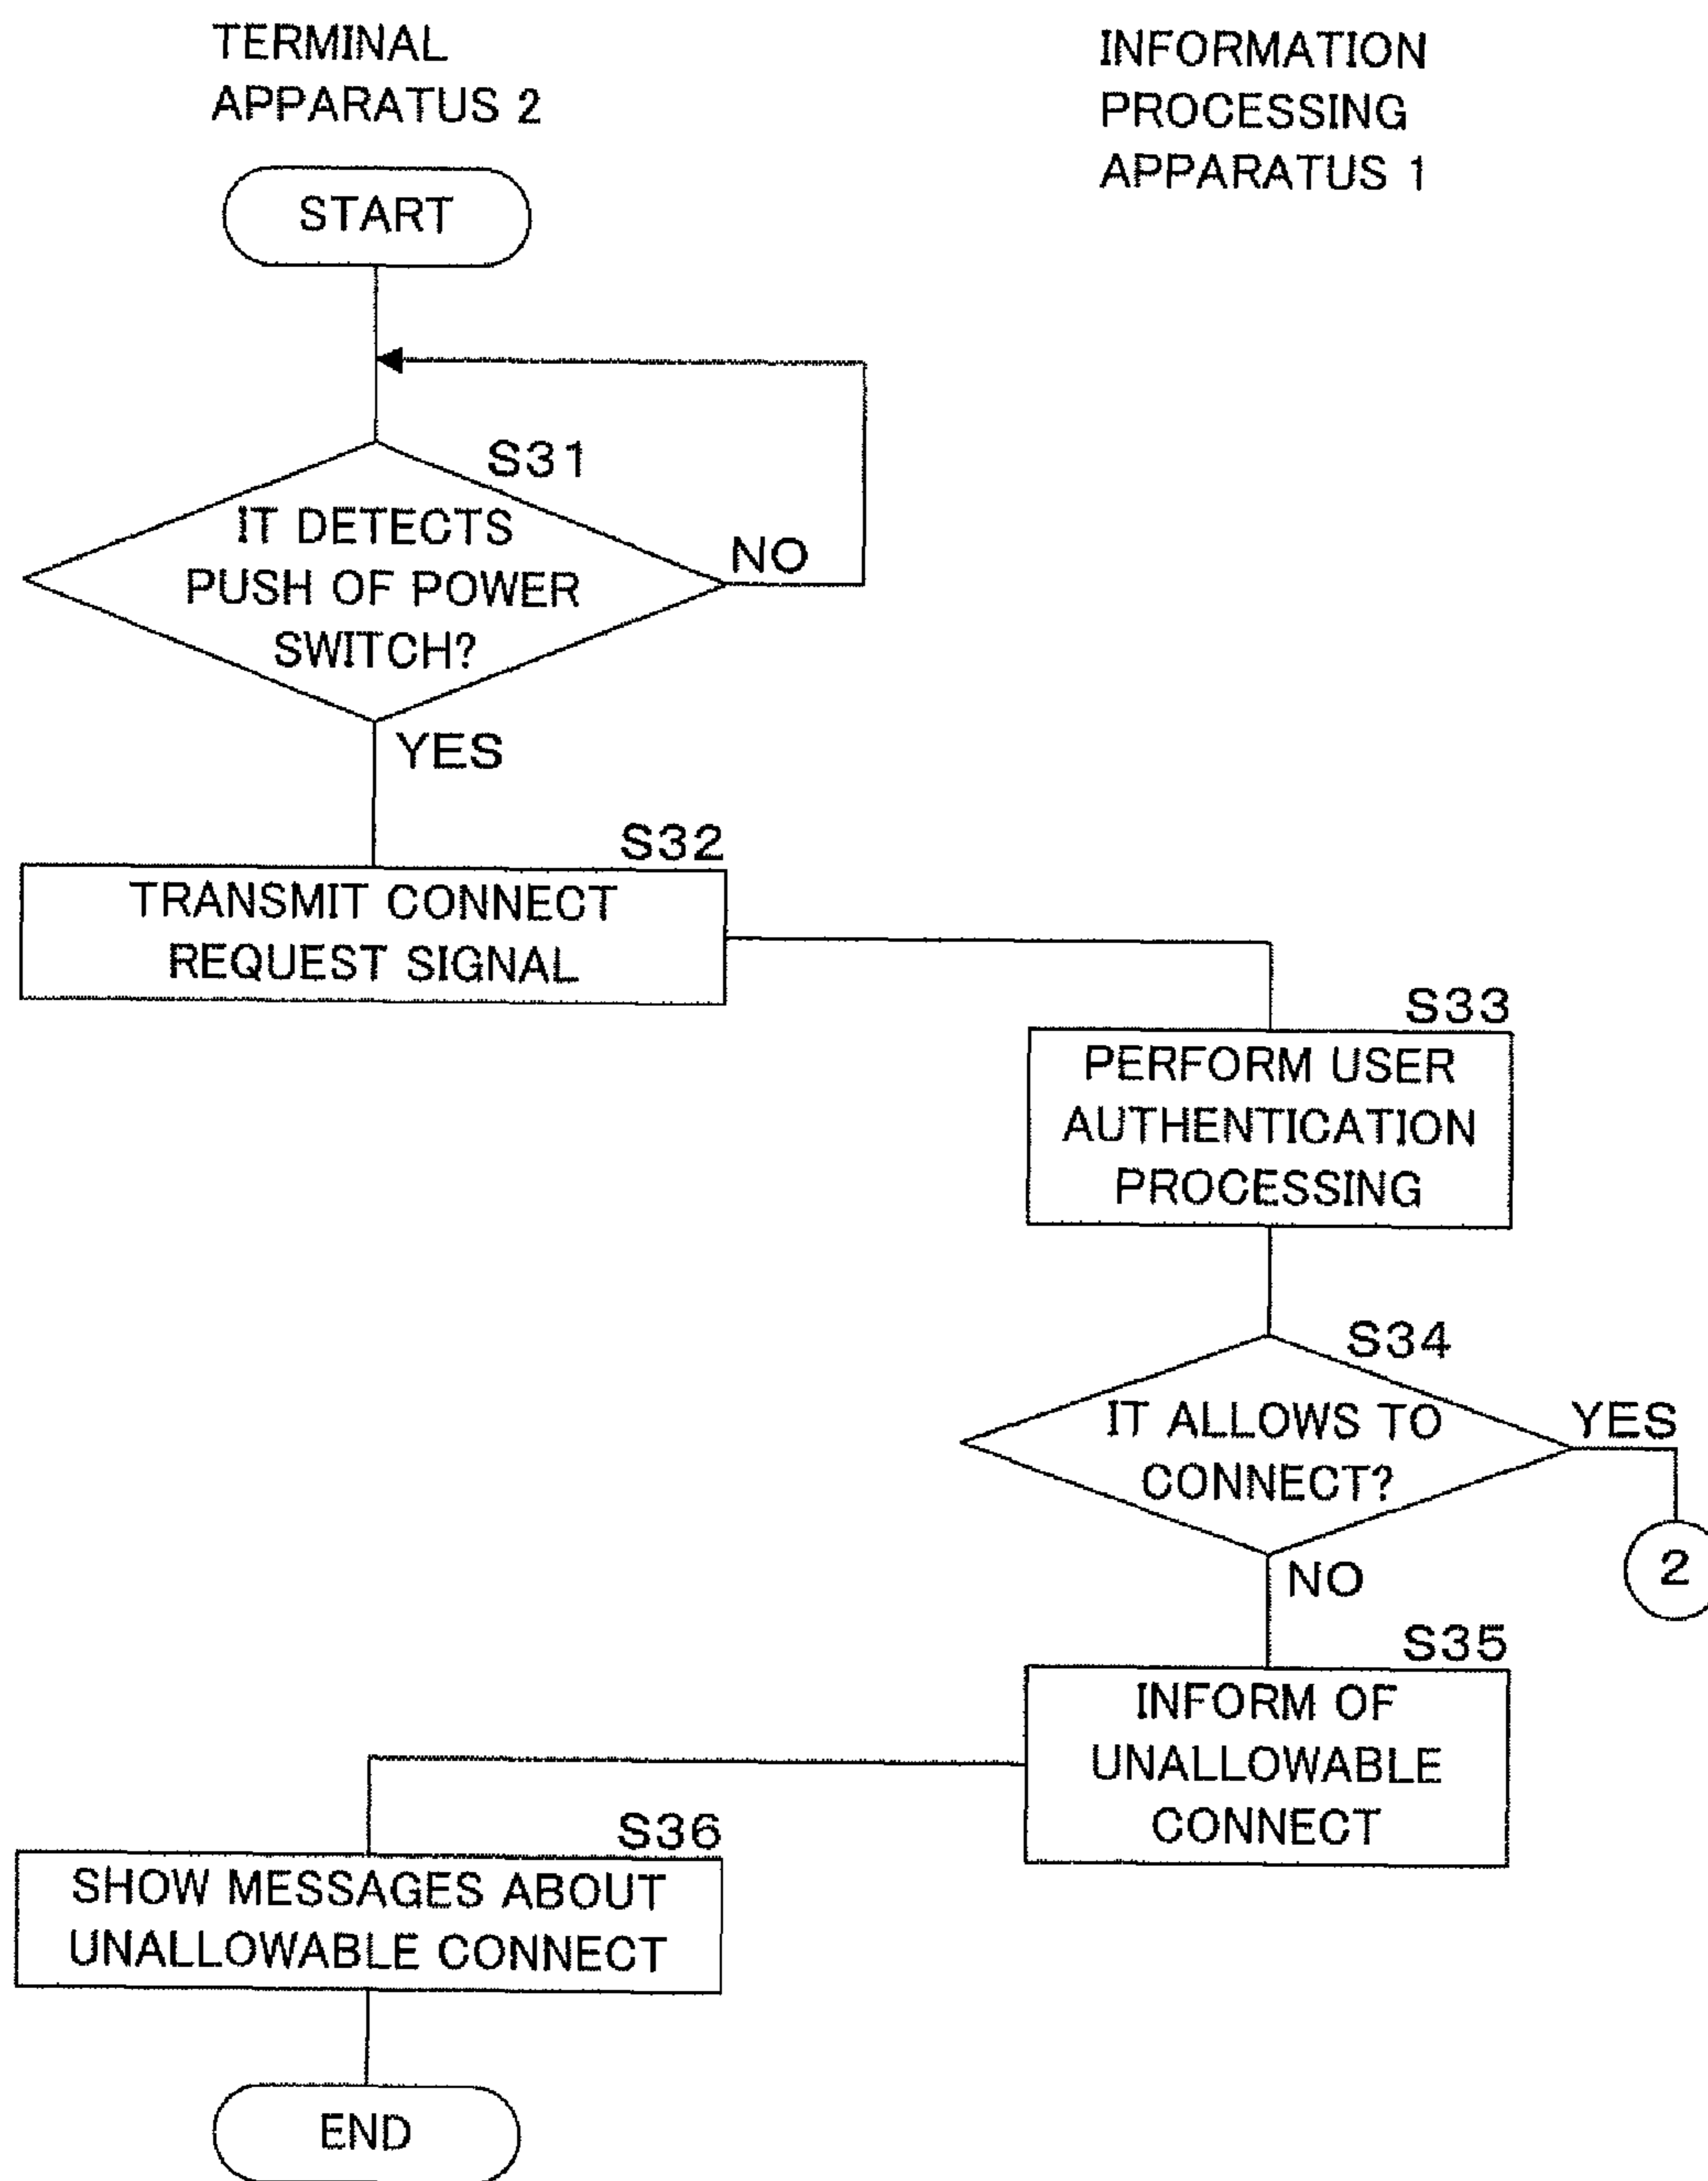 TERMINAL
APPARATUS 2
INFORMATION
PROCESSING
APPARATUS 1
START
S31
IT DETECTS
PUSH OF POWER
SWITCH?
NO
YES
S32
TRANSMIT CONNECT
REQUEST SIGNAL
S33
PERFORM USER
AUTHENTICATION
PROCESSING
S34
IT ALLOWS TO
CONNECT?
YES
2
NO
S35
INFORM OF
UNALLOWABLE
CONNECT
S36
SHOW MESSAGES ABOUT
UNALLOWABLE CONNECT
END